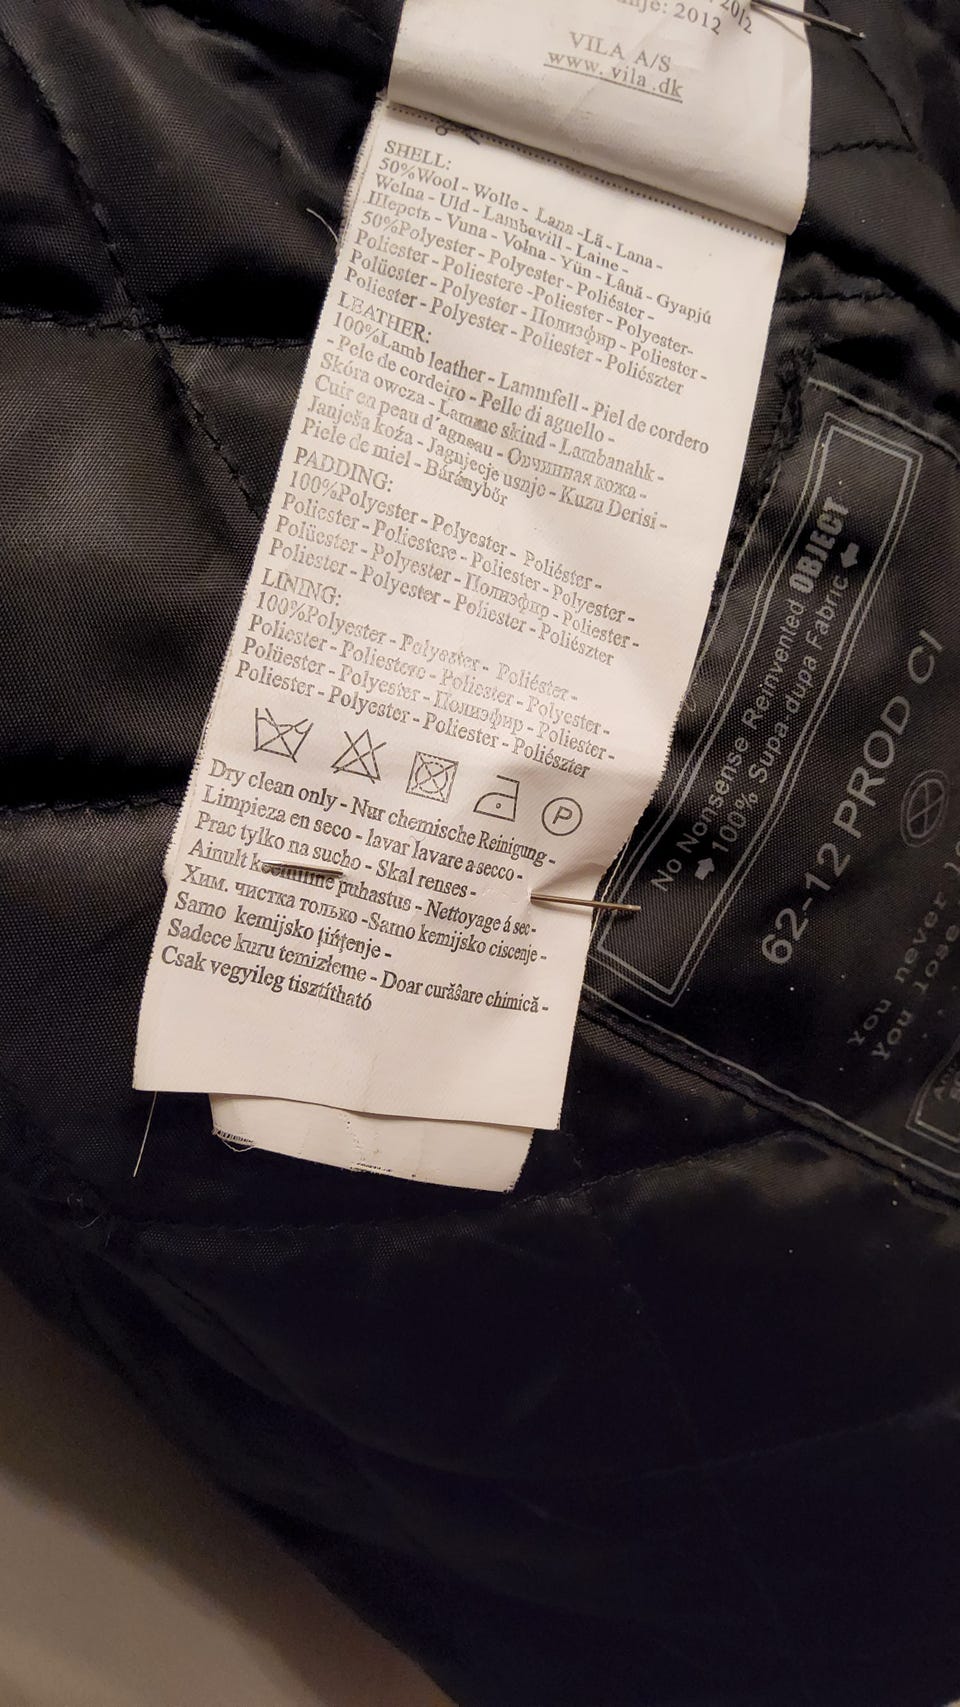 2012
VILA A/S
www.vila.dk
SHELL:
50%Wool - Wolle - Lana - Lã - Lana -
Welna - Uld - Lambavill - Laine -
Шерсть - Vuna - Volna - Yün - Lână - Gyapjú
50%Polyester - Polyester - Poliéster -
Poliester - Poliestere - Poliester - Polyester-
Polüester - Polyester - Полиэфир - Poliester -
Poliester - Polyester - Poliester - Poliészter
LEATHER:
100%Lamb leather - Lammfell - Piel de cordero
- Pele de cordeiro - Pelle di agnello -
Skóra owcza - Lamme skind - Lambanahk -
Cuir en peau d'agneau - Овчинная кожа -
Janješa koža - Jagnjecje usnje - Kuzu Derisi -
Piele de miel - Báránybőr
PADDING:
100%Polyester - Polyester - Poliéster -
Poliester - Poliestere - Poliester - Polyester -
Polüester - Polyester - Полиэфир - Poliester -
Poliester - Polyester - Poliester - Poliészter
LINING:
100%Polyester - Polyester - Poliéster -
Poliester - Poliestere - Poliester - Polyester -
Polüester - Polyester - Полиэфир - Poliester -
Poliester - Polyester - Poliester - Poliészter
P
Dry clean only - Nur chemische Reinigung -
Limpieza en seco - lavar lavare a secco -
Prac tylko na sucho - Skal renses -
Ainult puhastus - Nettoyage á sec-
Хим. чистка только -Samo kemijsko ciscenje -
Samo kemijsko ţinţenje -
Sadece kuru temizleme - Doar curăšare chimică -
Csak vegyileg tisztítható
No Nonsense Reinvented OBJECT
100% Supa-dupa Fabric
62-12 PROD C/
You never
you lose